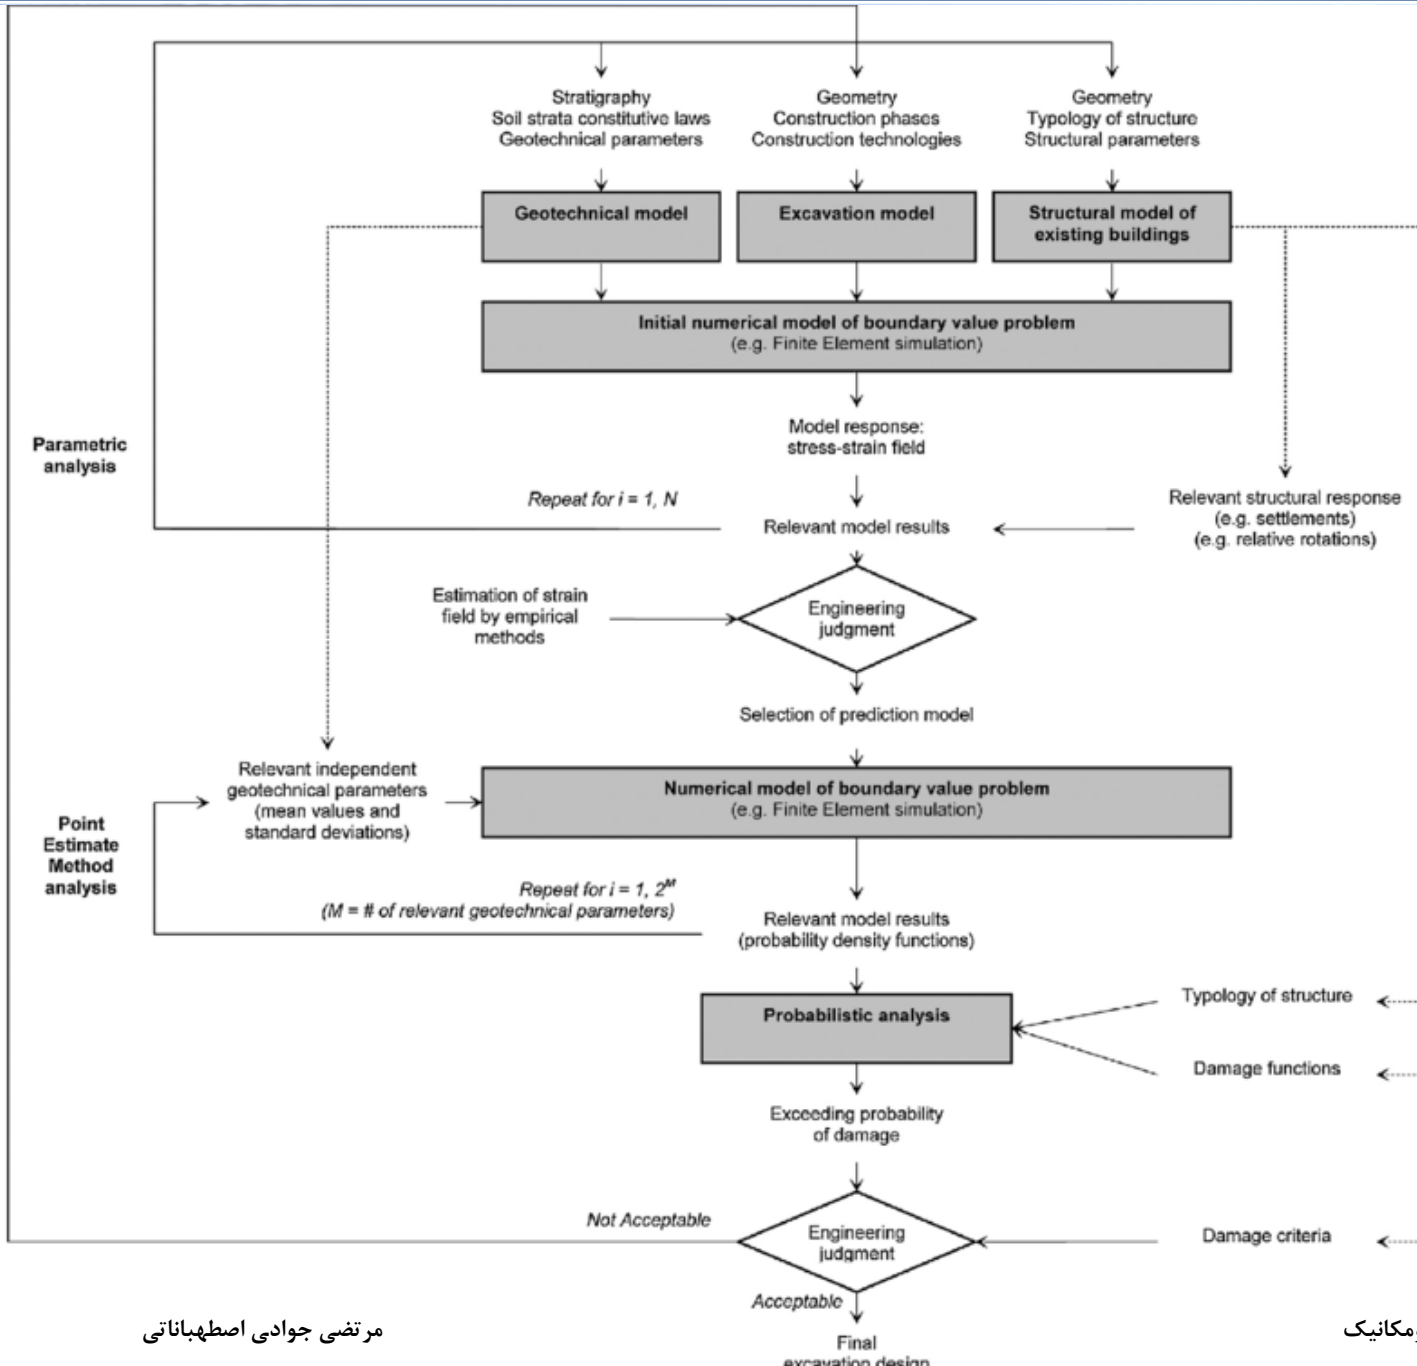 Stratigraphy
Soil strata constitutive laws
Geotechnical parameters
Geometry
Construction phases
Construction technologies
Geometry
Typology of structure
Structural parameters
Geotechnical model
Excavation model
Structural model of
existing buildings
Initial numerical model of boundary value problem
(e.g. Finite Element simulation)
Model response:
stress-strain field
Parametric
analysis
Repeat for i = 1, N
Relevant model results
Relevant structural response
(e.g. settlements)
(e.g. relative rotations)
Estimation of strain
field by empirical
methods
Engineering
judgment
Selection of prediction model
Relevant independent
geotechnical parameters
(mean values and
standard deviations)
Numerical model of boundary value problem
(e.g. Finite Element simulation)
Point
Estimate
Method
analysis
Repeat for i = 1, 2^M
(M = # of relevant geotechnical parameters)
Relevant model results
(probability density functions)
Probabilistic analysis
Typology of structure
Damage functions
Exceeding probability
of damage
Not Acceptable
Engineering
judgment
Damage criteria
Acceptable
Final
excavation design
مرتضی جوادی اصطهباناتی
ومکانیک